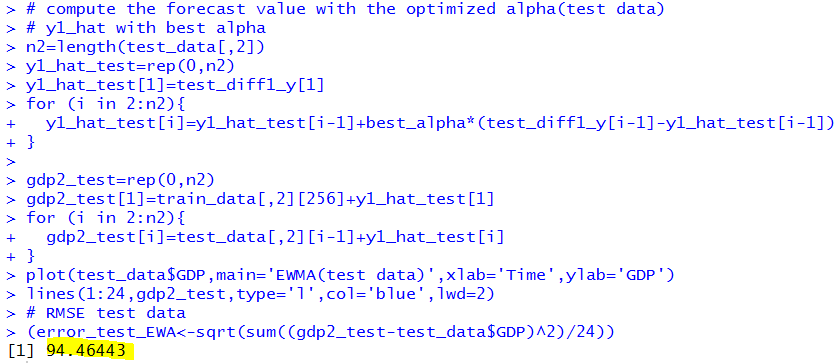 > # compute the forecast value with the optimized alpha(test data)
> # y1_hat with best alpha
> n2=length(test_data[,2])
> y1_hat_test=rep(0,n2)
> y1_hat_test[1]=test_diff1_y[1]
> for (i in 2:n2){
+   y1_hat_test[i]=y1_hat_test[i-1]+best_alpha*(test_diff1_y[i-1]-y1_hat_test[i-1])
+ }
>
> gdp2_test=rep(0,n2)
> gdp2_test[1]=train_data[,2][256]+y1_hat_test[1]
> for (i in 2:n2){
+   gdp2_test[i]=test_data[,2][i-1]+y1_hat_test[i]
+ }
> plot(test_data$GDP,main='EWMA(test data)',xlab='Time',ylab='GDP')
> lines(1:24,gdp2_test,type='l',col='blue',lwd=2)
> # RMSE test data
> (error_test_EWA<-sqrt(sum((gdp2_test-test_data$GDP)^2)/24))
[1] 94.46443